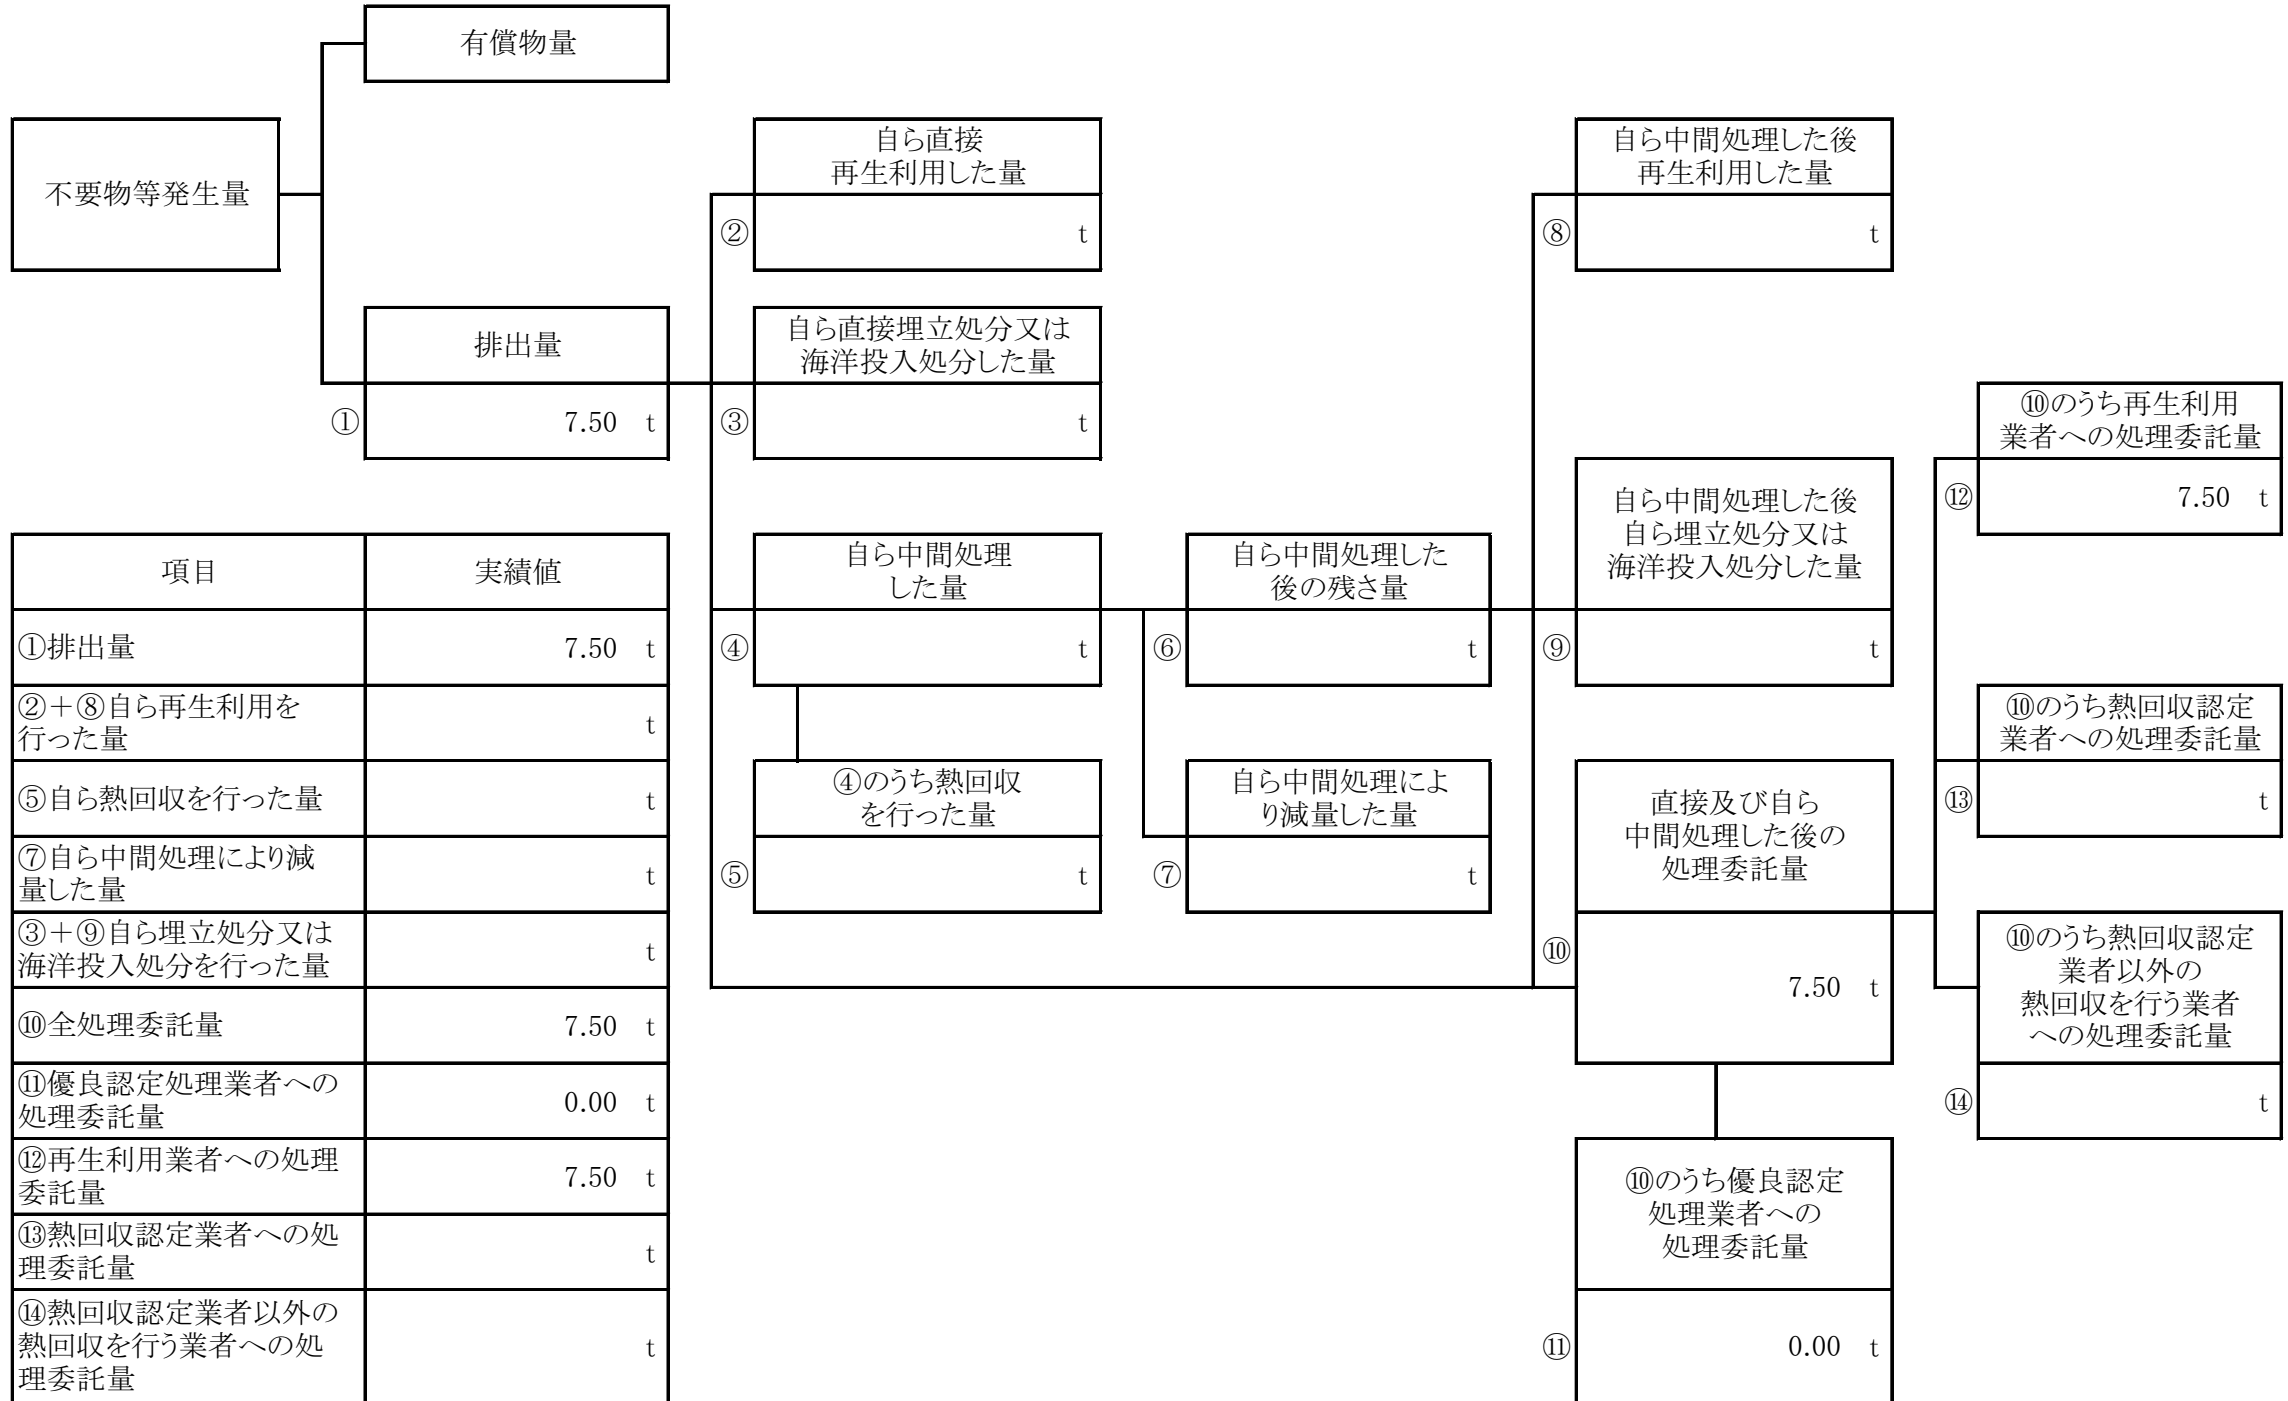 有償物量
不要物等発生量
自ら直接
再生利用した量
② t
自ら中間処理した後
再生利用した量
⑧ t
排出量
① 7.50 t
自ら直接埋立処分又は
海洋投入処分した量
③ t
⑩のうち再生利用
業者への処理委託量
⑫ 7.50 t
自ら中間処理した後
自ら埋立処分又は
海洋投入処分した量
⑨ t
自ら中間処理
した量
④ t
自ら中間処理した
後の残さ量
⑥ t
④のうち熱回収
を行った量
⑤ t
自ら中間処理によ
り減量した量
⑦ t
⑩のうち熱回収認定
業者への処理委託量
⑬ t
直接及び自ら
中間処理した後の
処理委託量
⑩ 7.50 t
⑩のうち熱回収認定
業者以外の
熱回収を行う業者
への処理委託量
⑭ t
⑩のうち優良認定
処理業者への
処理委託量
⑪ 0.00 t
項目 実績値
①排出量 7.50 t
②＋⑧自ら再生利用を
行った量 t
⑤自ら熱回収を行った量 t
⑦自ら中間処理により減
量した量 t
③＋⑨自ら埋立処分又は
海洋投入処分を行った量 t
⑩全処理委託量 7.50 t
⑪優良認定処理業者への
処理委託量 0.00 t
⑫再生利用業者への処理
委託量 7.50 t
⑬熱回収認定業者への処
理委託量 t
⑭熱回収認定業者以外の
熱回収を行う業者への処
理委託量 t